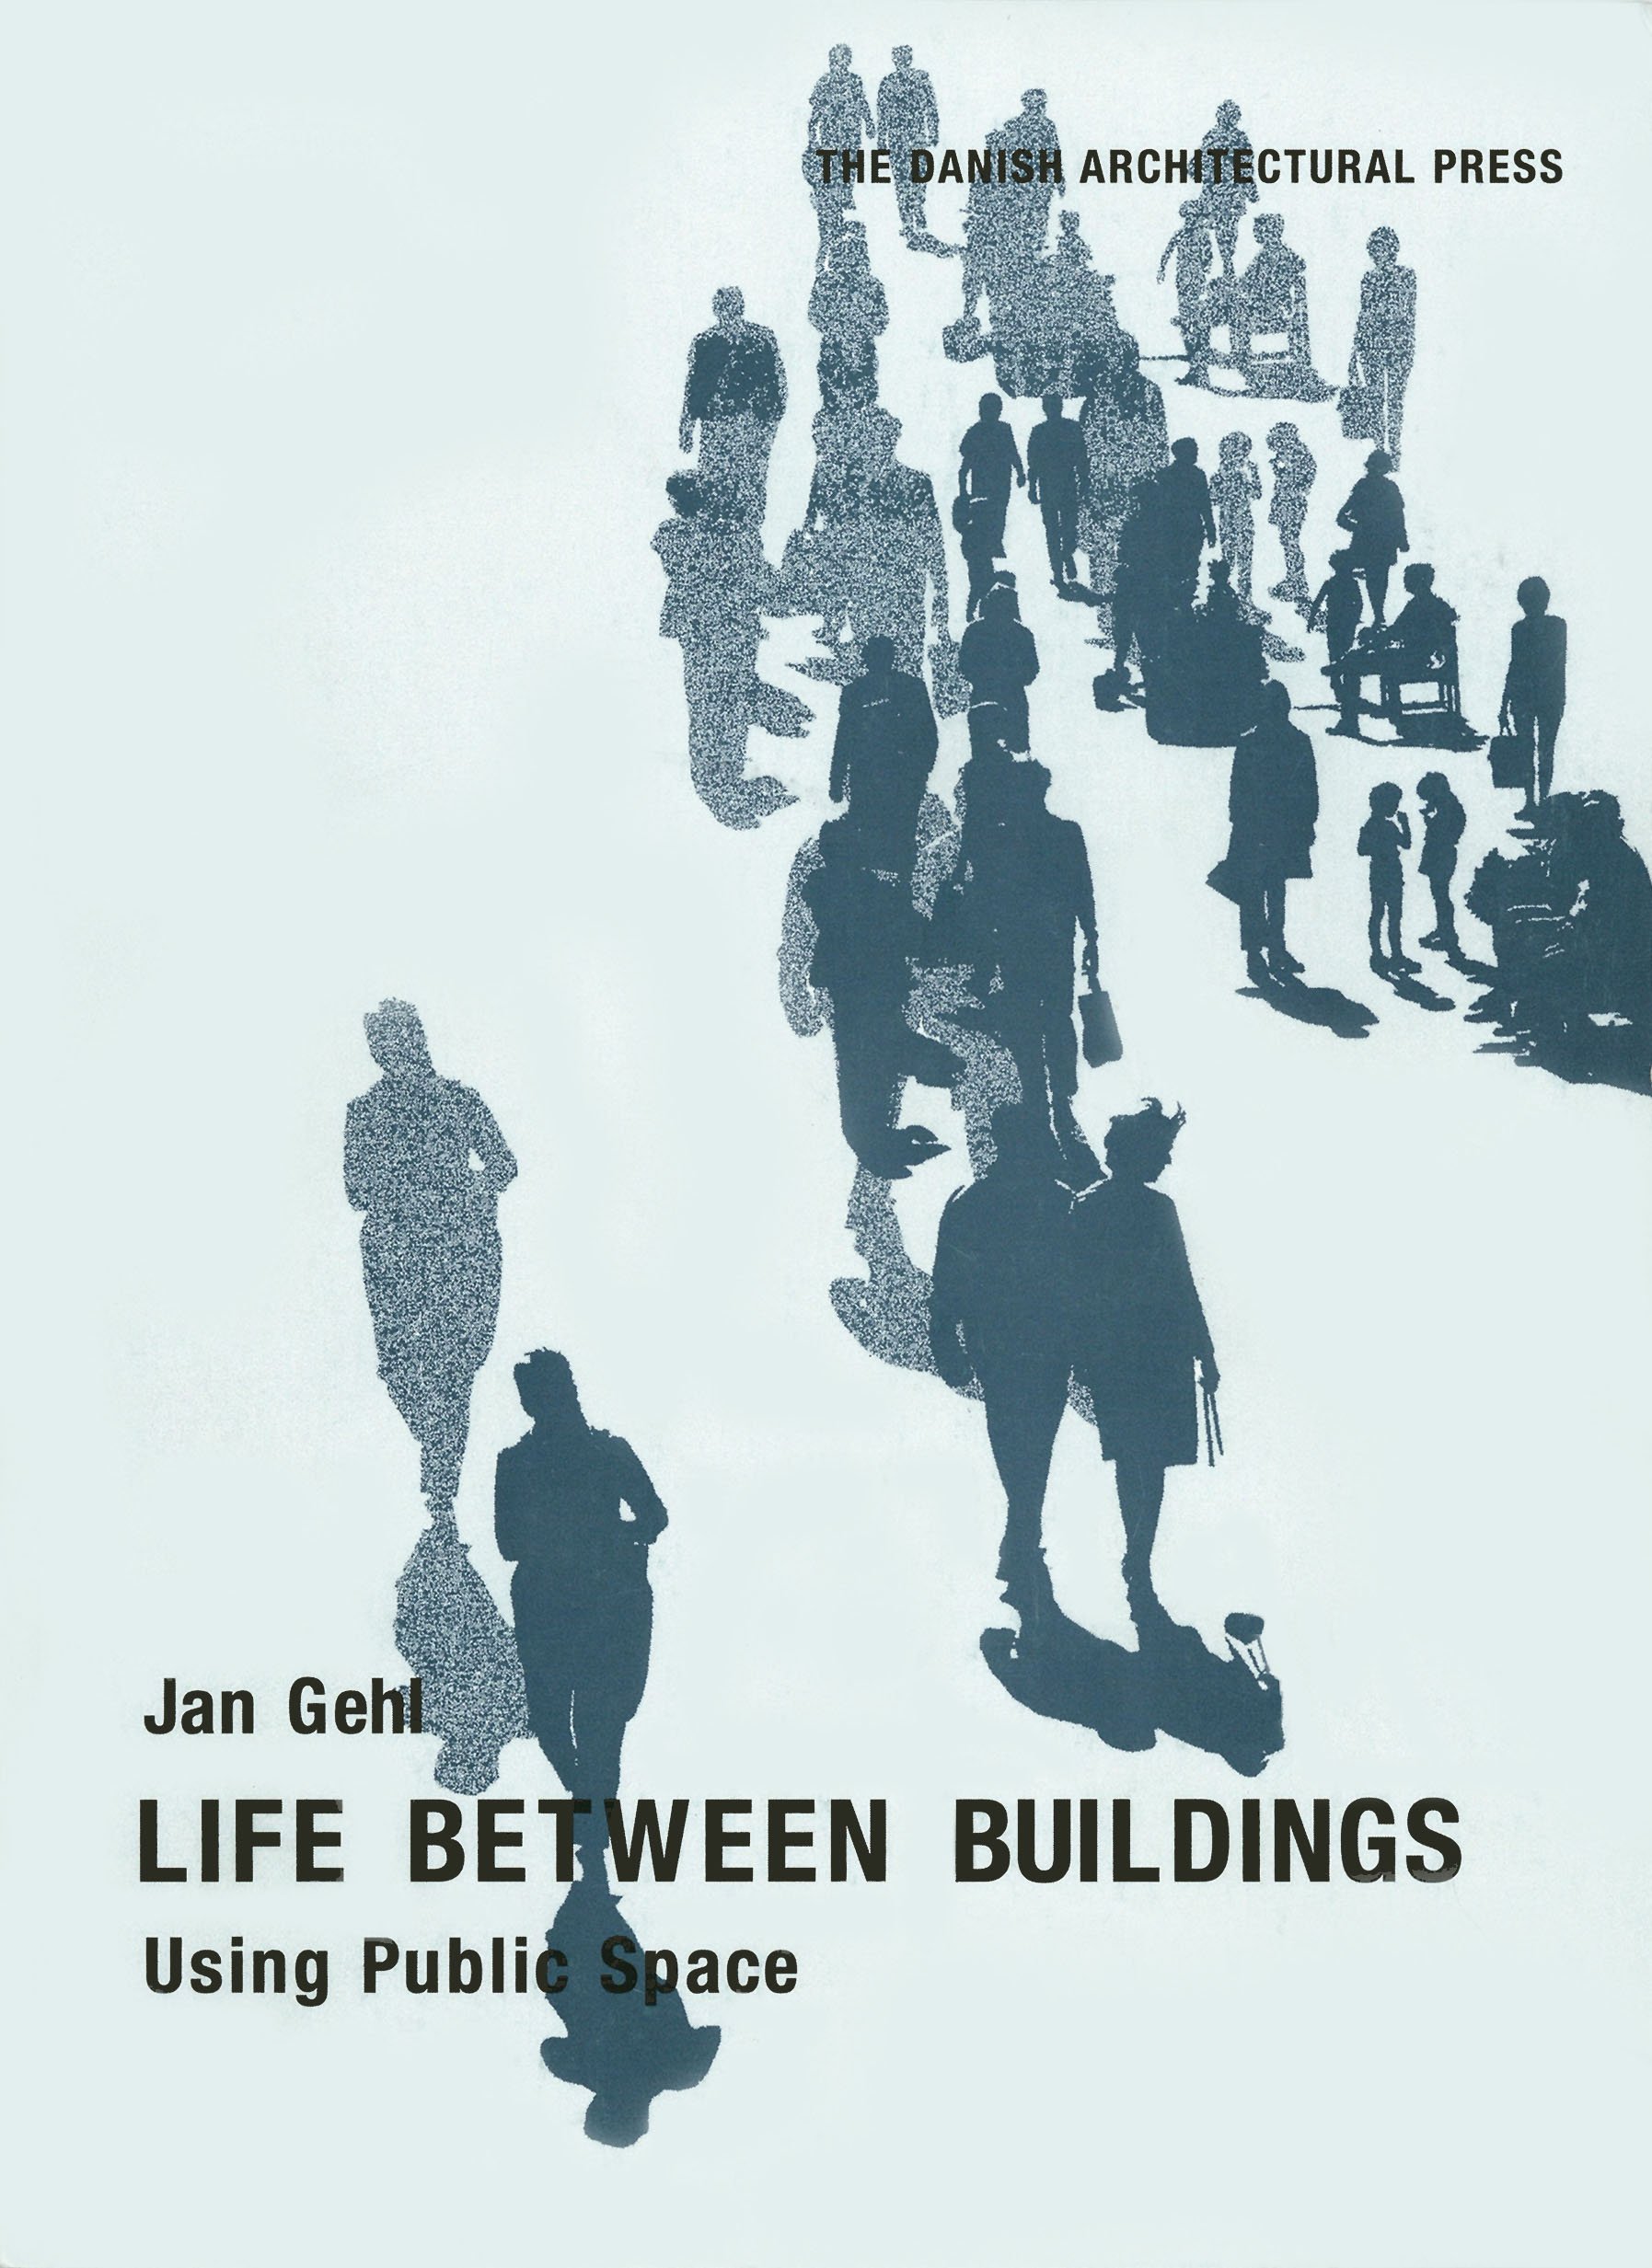 THE DANISH ARCHITECTURAL PRESS
Jan Gehl
LIFE BETWEEN BUILDINGS
Using Public Space